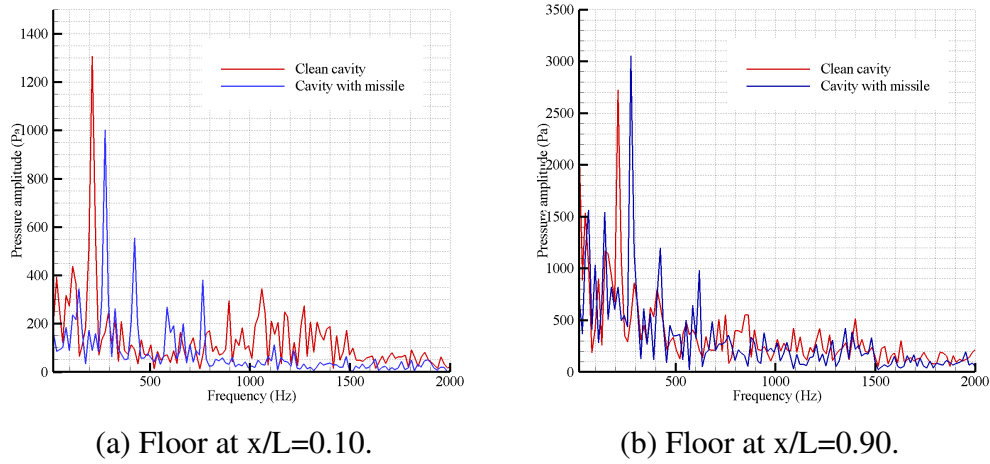 1400
1200
1000
800
600
400
200
0
Pressure amplitude (Pa)
Clean cavity
Cavity with missile
500
1000
1500
2000
Frequency (Hz)
(a) Floor at x/L=0.10.
3500
3000
2500
2000
1500
1000
500
0
Pressure amplitude (Pa)
Clean cavity
Cavity with missile
500
1000
1500
2000
Frequency (Hz)
(b) Floor at x/L=0.90.